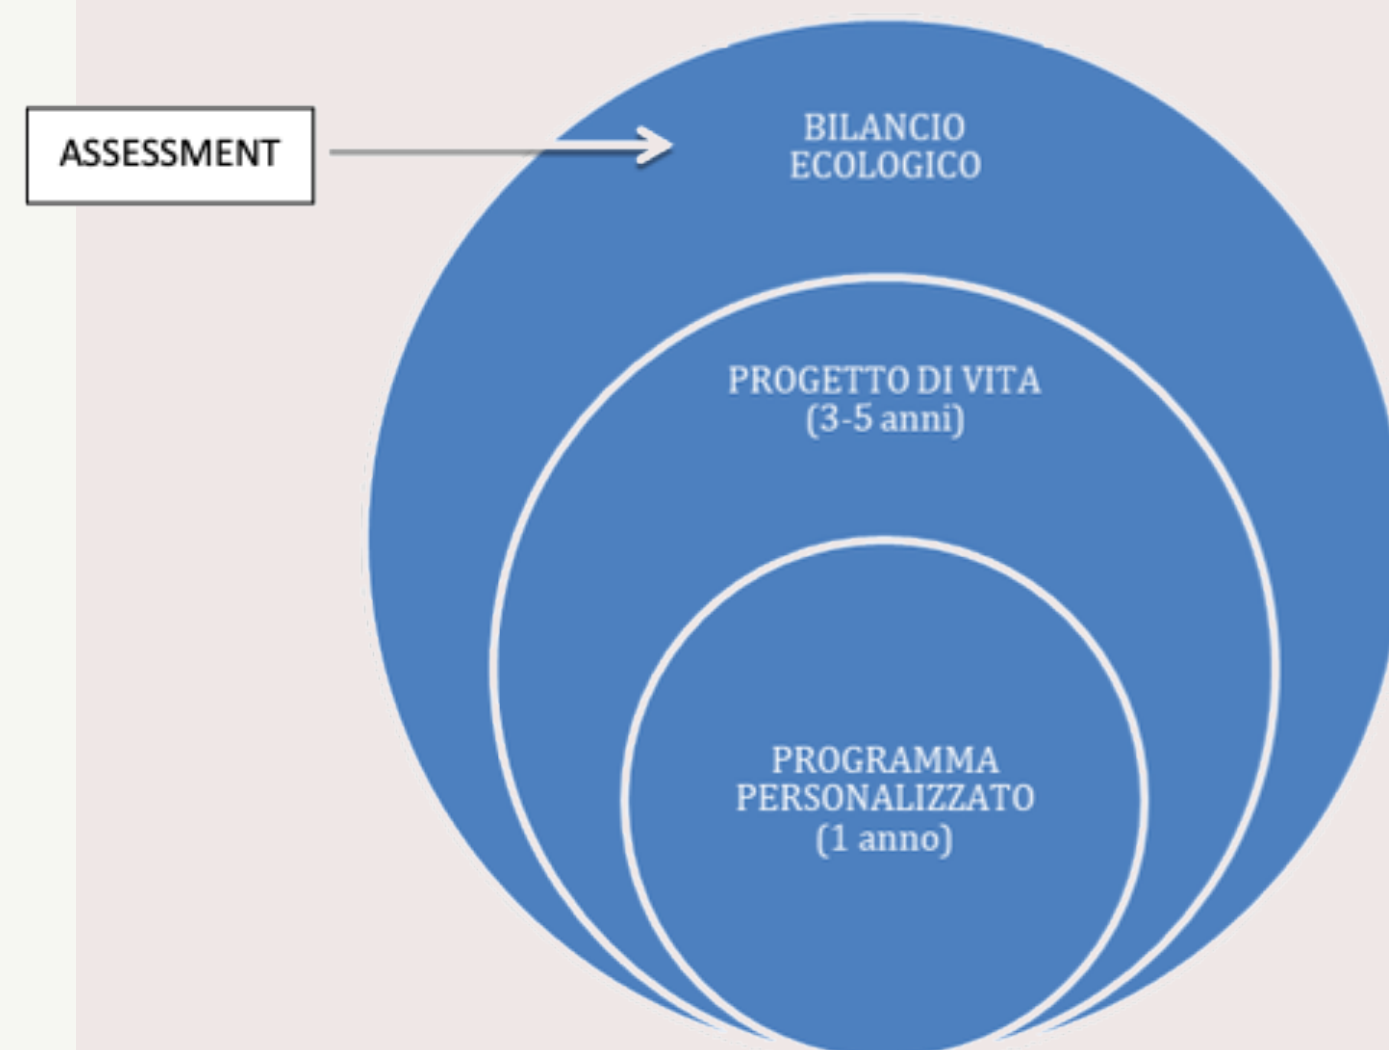 ASSESSMENT
BILANCIO
ECOLOGICO
PROGETTO DI VITA
(3-5 anni)
PROGRAMMA
PERSONALIZZATO
(1 anno)